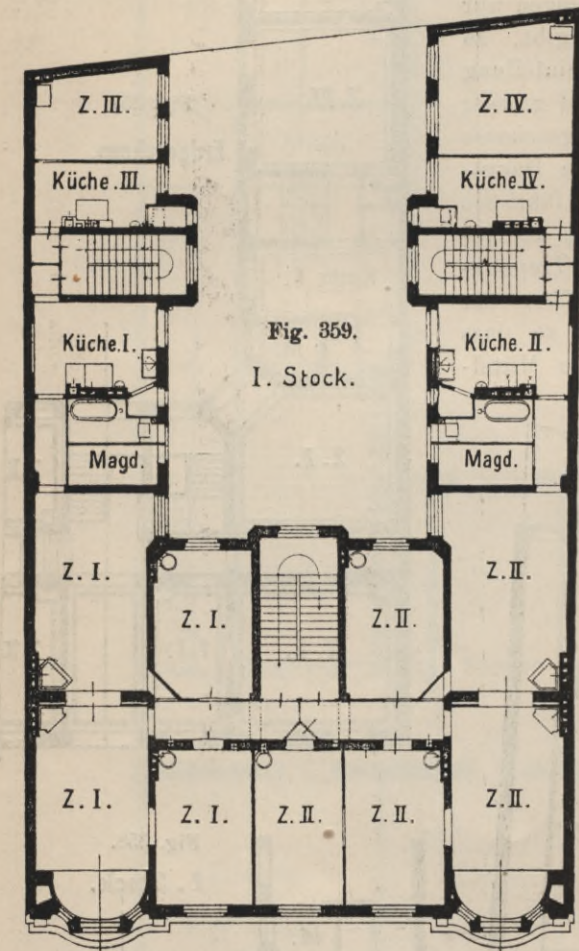 Z. III.
Z. IV.
Küche. III.
Küche. IV.
Fig. 359.
I. Stock.
Küche. I.
Küche. II.
Magd.
Magd.
Z. I.
Z. I.
Z. II.
Z. II.
Z. I.
Z. I.
Z. II.
Z. II.
Z. II.